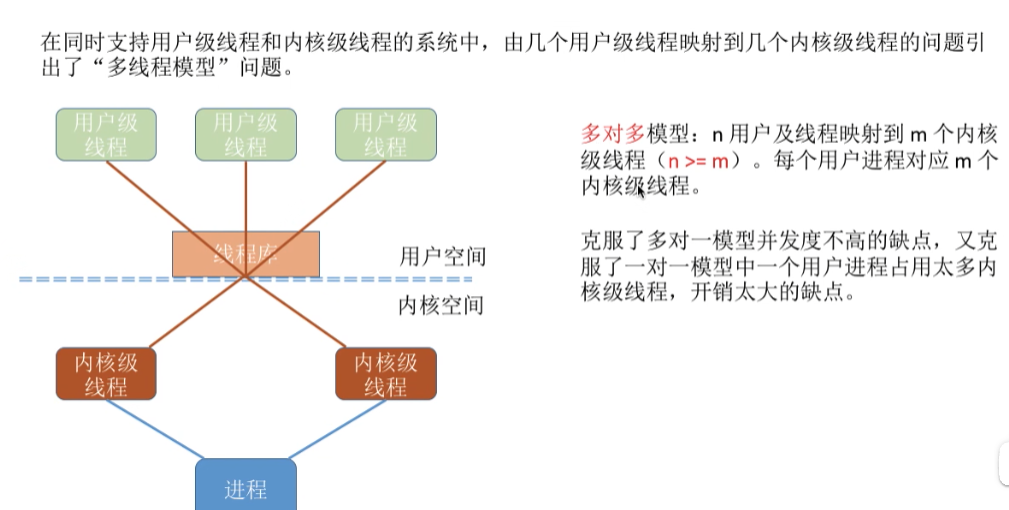 在同时支持用户级线程和内核级线程的系统中，由几个用户级线程映射到几个内核级线程的问题引
出了“多线程模型”问题。
用户级
线程
用户级
线程
用户级
线程
线程库
用户空间
内核空间
内核级
线程
内核级
线程
进程
多对多模型：n 用户及线程映射到 m 个内核
级线程（n >= m）。每个用户进程对应 m 个
内核级线程。
克服了多对一模型并发度不高的缺点，又克
服了一对一模型中一个用户进程占用太多内
核级线程，开销太大的缺点。